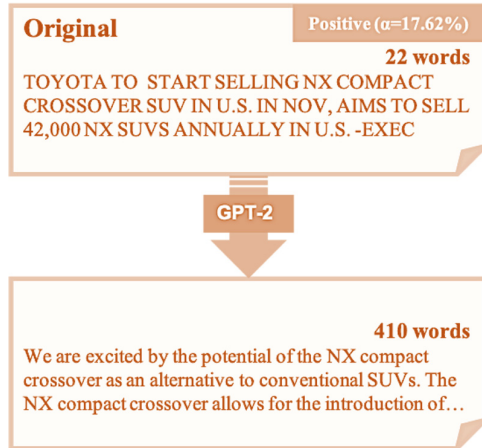 Original
Positive (α=17.62%)
22 words
TOYOTA TO START SELLING NX COMPACT
CROSSOVER SUV IN U.S. IN NOV, AIMS TO SELL
42,000 NX SUVS ANNUALLY IN U.S. -EXEC
GPT-2
410 words
We are excited by the potential of the NX compact
crossover as an alternative to conventional SUVs. The
NX compact crossover allows for the introduction of…